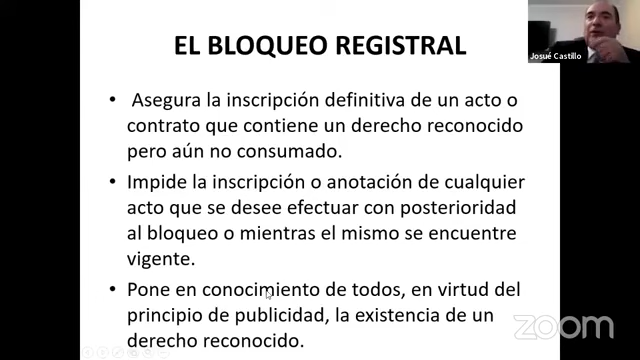 EL BLOQUEO REGISTRAL
Josué Castillo
• Asegura la inscripción definitiva de un acto o
contrato que contiene un derecho reconocido
pero aún no consumado.
• Impide la inscripción o anotación de cualquier
acto que se desee efectuar con posterioridad
al bloqueo o mientras el mismo se encuentre
vigente.
• Pone en conocimiento de todos, en virtud del
principio de publicidad, la existencia de un
derecho reconocido.
zoom